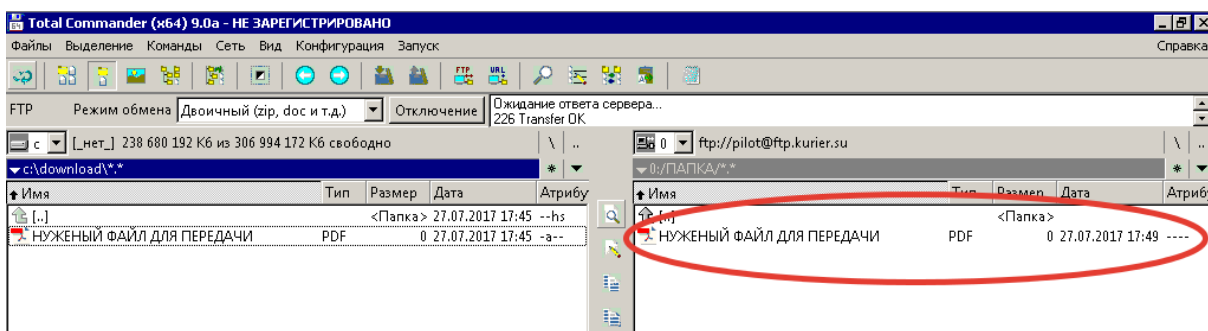 Total Commander (x64) 9.0a - НЕ ЗАРЕГИСТРИРОВАНО
Файлы Выделение Команды Сеть Вид Конфигурация Запуск Справка
FTP URL
FTP Режим обмена Двоичный (zip, doc и т.д.) Отключение Ожидание ответа сервера...
226 Transfer OK
c [_нет_] 238 680 192 Кб из 306 994 172 Кб свободно \ .. 0 ftp://pilot@ftp.kurier.su \ ..
c:\download\*.* * 0:/ПАПКА/*.* *
Имя Тип Размер Дата Атрибу Имя Тип Размер Дата Атрибу
[..] <Папка> 27.07.2017 17:45 --hs [..] <Папка>
НУЖЕНЫЙ ФАЙЛ ДЛЯ ПЕРЕДАЧИ PDF 0 27.07.2017 17:45 -a-- НУЖЕНЫЙ ФАЙЛ ДЛЯ ПЕРЕДАЧИ PDF 0 27.07.2017 17:49 ----